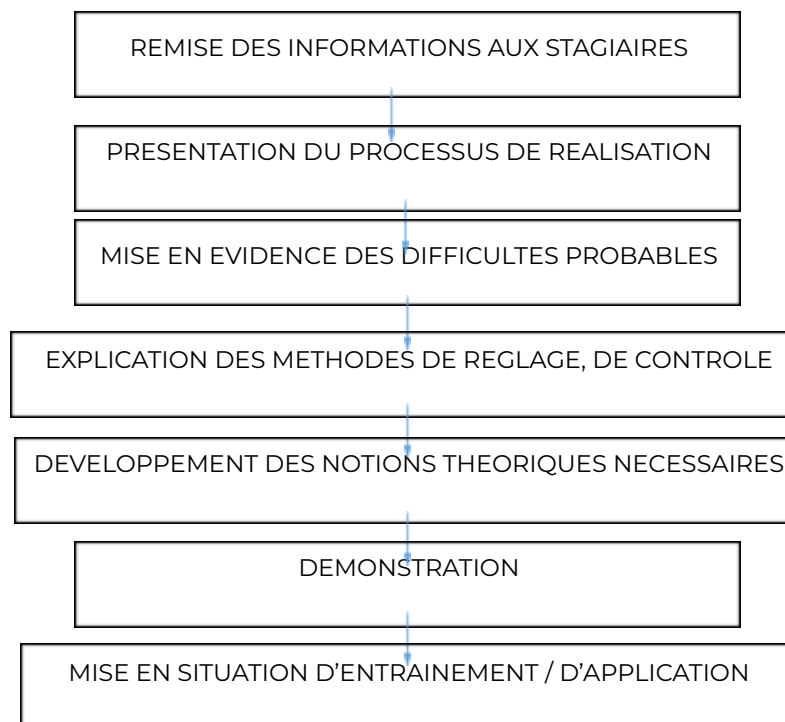 REMISE DES INFORMATIONS AUX STAGIAIRES
PRESENTATION DU PROCESSUS DE REALISATION
MISE EN EVIDENCE DES DIFFICULTES PROBABLES
EXPLICATION DES METHODES DE REGLAGE, DE CONTROLE
DEVELOPPEMENT DES NOTIONS THEORIQUES NECESSAIRES
DEMONSTRATION
MISE EN SITUATION D’ENTRAINEMENT / D’APPLICATION